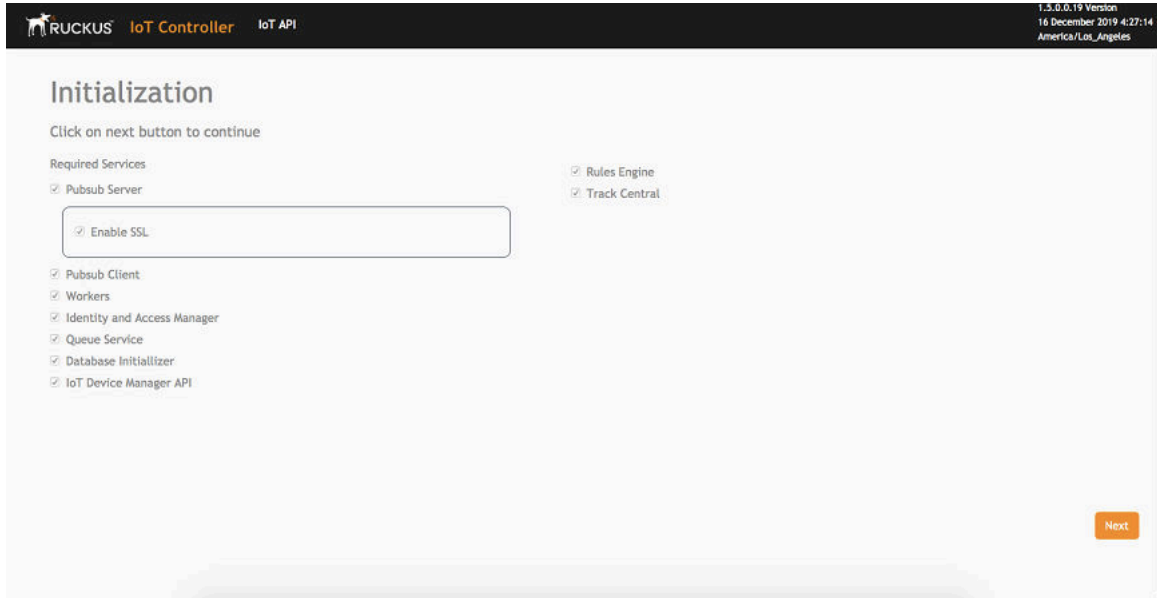 RUCKUS IoT Controller IoT API
1.5.0.0.19 Version
16 December 2019 4:27:14
America/Los_Angeles
Initialization
Click on next button to continue
Required Services
Pubsub Server
Enable SSL
Pubsub Client
Workers
Identity and Access Manager
Queue Service
Database Initiallizer
IoT Device Manager API
Rules Engine
Track Central
Next